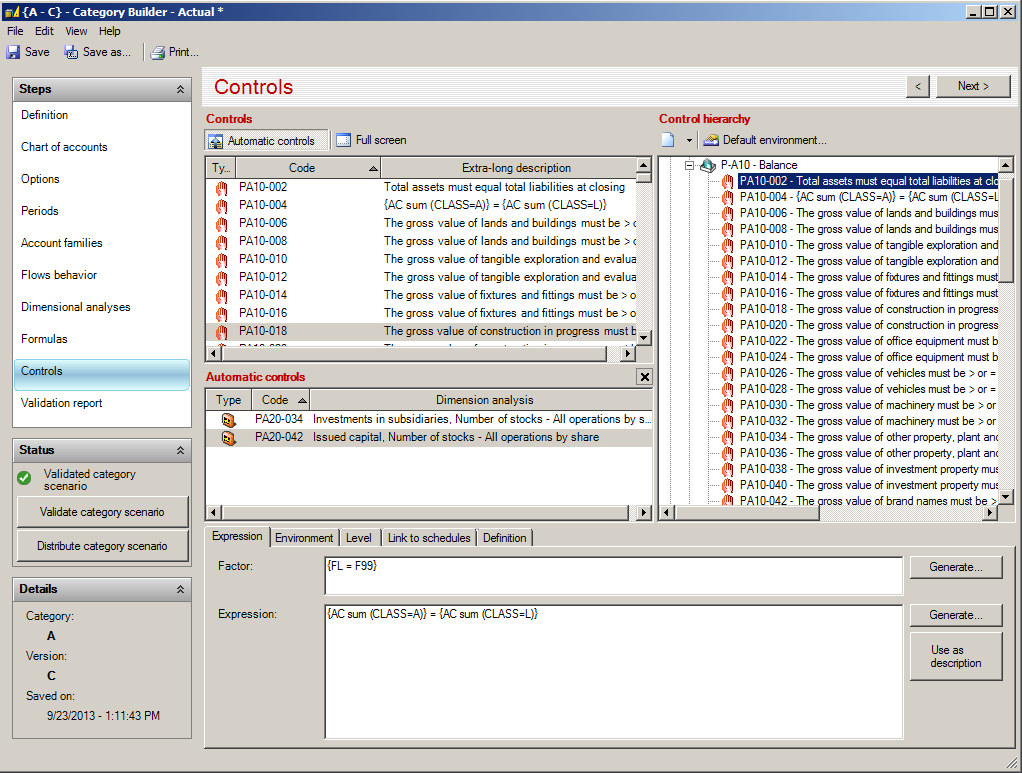 {A - C} - Category Builder - Actual *
File Edit View Help
Save Save as... Print...
Steps
Definition
Chart of accounts
Options
Periods
Account families
Flows behavior
Dimensional analyses
Formulas
Controls
Validation report
Status
Validated category
scenario
Validate category scenario
Distribute category scenario
Details
Category:
A
Version:
C
Saved on:
9/23/2013 - 1:11:43 PM
Controls
< Next >
Controls
Automatic controls Full screen
Ty... Code Extra-long description
PA10-002 Total assets must equal total liabilities at closing
PA10-004 {AC sum (CLASS=A)} = {AC sum (CLASS=L)}
PA10-006 The gross value of lands and buildings must be > o
PA10-008 The gross value of lands and buildings must be > o
PA10-010 The gross value of tangible exploration and evalua
PA10-012 The gross value of tangible exploration and evalua
PA10-014 The gross value of fixtures and fittings must be > o
PA10-016 The gross value of fixtures and fittings must be > o
PA10-018 The gross value of construction in progress must b
Automatic controls
Type Code Dimension analysis
PA20-034 Investments in subsidiaries, Number of stocks - All operations by s...
PA20-042 Issued capital, Number of stocks - All operations by share
Control hierarchy
Default environment...
P-A10 - Balance
PA10-002 - Total assets must equal total liabilities at clo
PA10-004 - {AC sum (CLASS=A)} = {AC sum (CLASS=L
PA10-006 - The gross value of lands and buildings mus
PA10-008 - The gross value of lands and buildings mus
PA10-010 - The gross value of tangible exploration and
PA10-012 - The gross value of tangible exploration and
PA10-014 - The gross value of fixtures and fittings must
PA10-016 - The gross value of fixtures and fittings must
PA10-018 - The gross value of construction in progress
PA10-020 - The gross value of construction in progress
PA10-022 - The gross value of office equipment must b
PA10-024 - The gross value of office equipment must b
PA10-026 - The gross value of vehicles must be > or =
PA10-028 - The gross value of vehicles must be > or =
PA10-030 - The gross value of machinery must be > or
PA10-032 - The gross value of machinery must be > or
PA10-034 - The gross value of other property, plant and
PA10-036 - The gross value of other property, plant and
PA10-038 - The gross value of investment property mus
PA10-040 - The gross value of investment property mus
PA10-042 - The gross value of brand names must be >
Expression Environment Level Link to schedules Definition
Factor:
{FL = F99}
Generate...
Expression:
{AC sum (CLASS=A)} = {AC sum (CLASS=L)}
Generate...
Use as
description